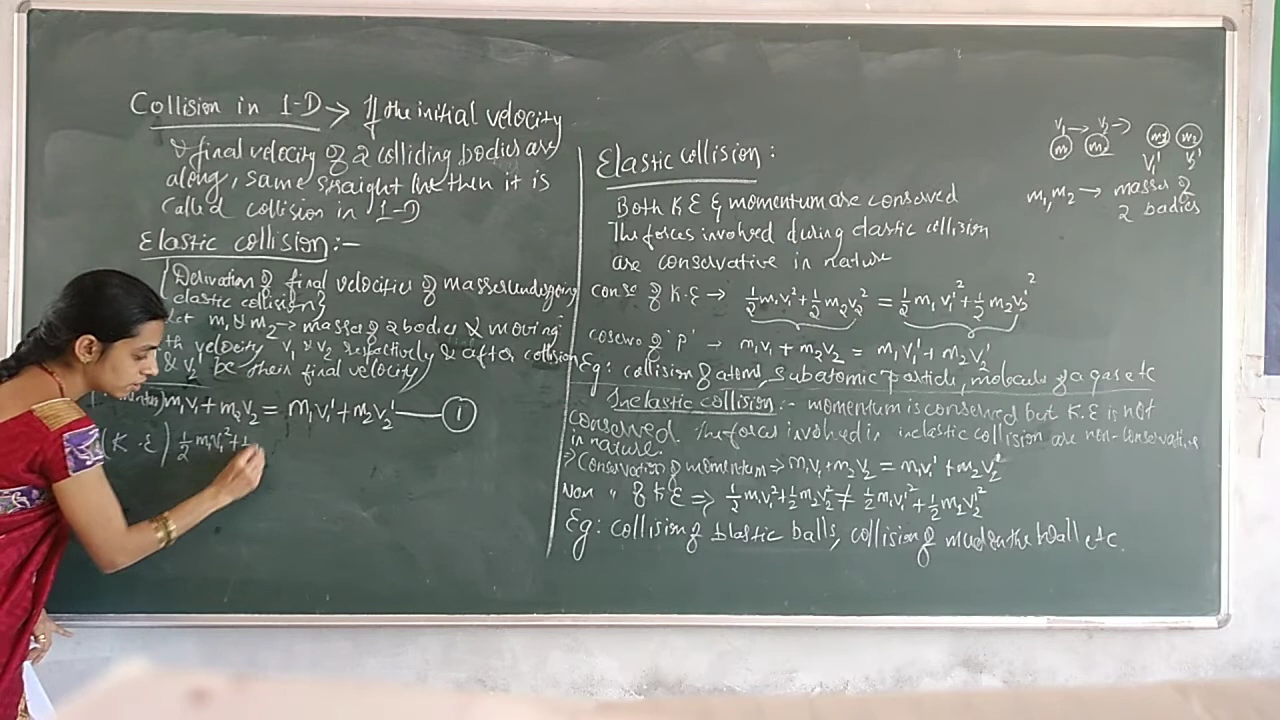 Collision in 1-D → If the initial velocity
& final velocity of 2 colliding bodies are
along, same straight line then it is
called collision in 1-D
Elastic collision:-
{Derivation of final velocities of masses undergoing
elastic collision}
Let m₁ & m₂ → masses of 2 bodies & moving
velocity v₁ & v₂ respectively & after collision
& v₂' be their final velocity
m₁v₁ + m₂v₂ = m₁v₁' + m₂v₂' — ①
(K.E) ½m₁v₁² + ½
Elastic collision:
Both K E & momentum are conserved
The forces involved during elastic collision
are conservative in nature
conse of K.E → ½m₁v₁² + ½m₂v₂² = ½m₁v₁'² + ½m₂v₂'²
of 'P' → m₁v₁ + m₂v₂ = m₁v₁' + m₂v₂'
Eg: collision of atoms, subatomic particle, molecule of a gas etc
Inelastic collision:- momentum is conserved but K.E is not
conserved. The forces involved in inelastic collision are non-conservative
in nature.
⇒ Conservation of momentum ⇒ m₁v₁ + m₂v₂ = m₁v₁' + m₂v₂'
Non " of K E ⇒ ½m₁v₁² + ½m₂v₂² ≠ ½m₁v₁'² + ½m₂v₂'²
Eg: collision of plastic balls, collision of mud on the wall etc.
v₁ → v₂ →
m₁ m₂ m₁ m₂
v₁' v₂'
m₁, m₂ → masses of
2 bodies